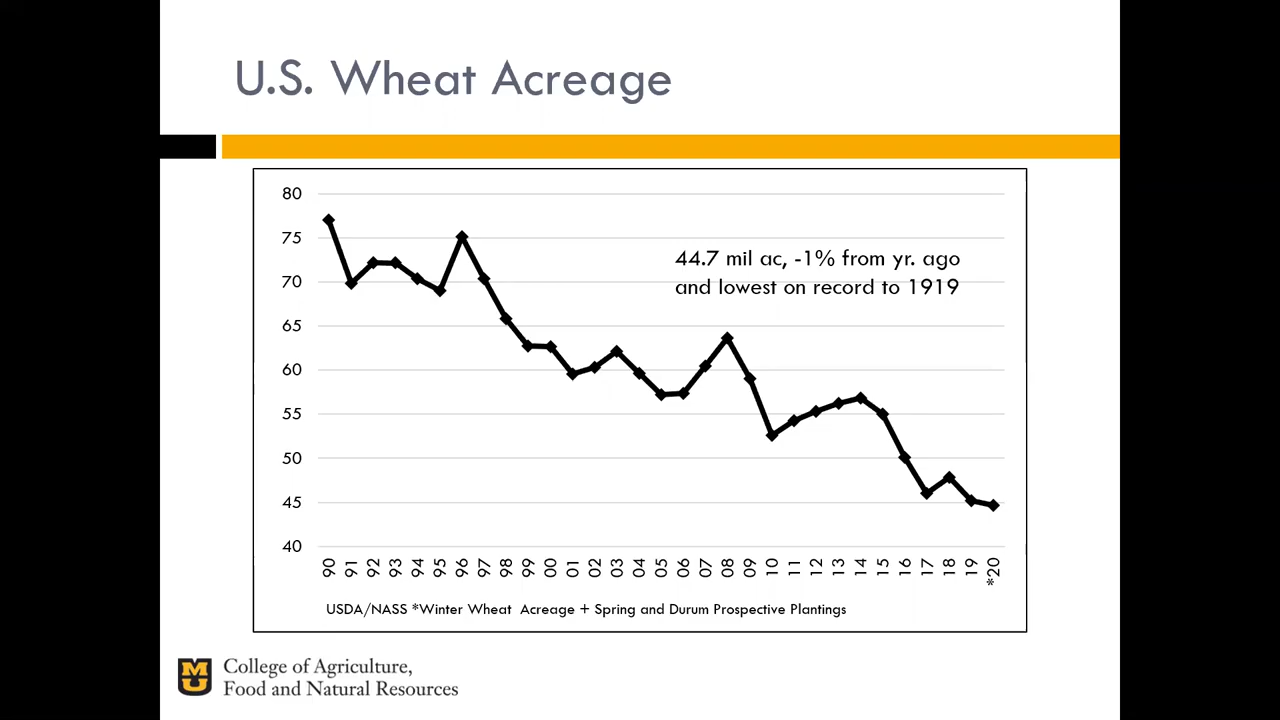 U.S. Wheat Acreage
80
75
70
65
60
55
50
45
40
44.7 mil ac, -1% from yr. ago
and lowest on record to 1919
90 91 92 93 94 95 96 97 98 99 00 01 02 03 04 05 06 07 08 09 10 11 12 13 14 15 16 17 18 19 *20
USDA/NASS *Winter Wheat Acreage + Spring and Durum Prospective Plantings
MU
College of Agriculture,
Food and Natural Resources